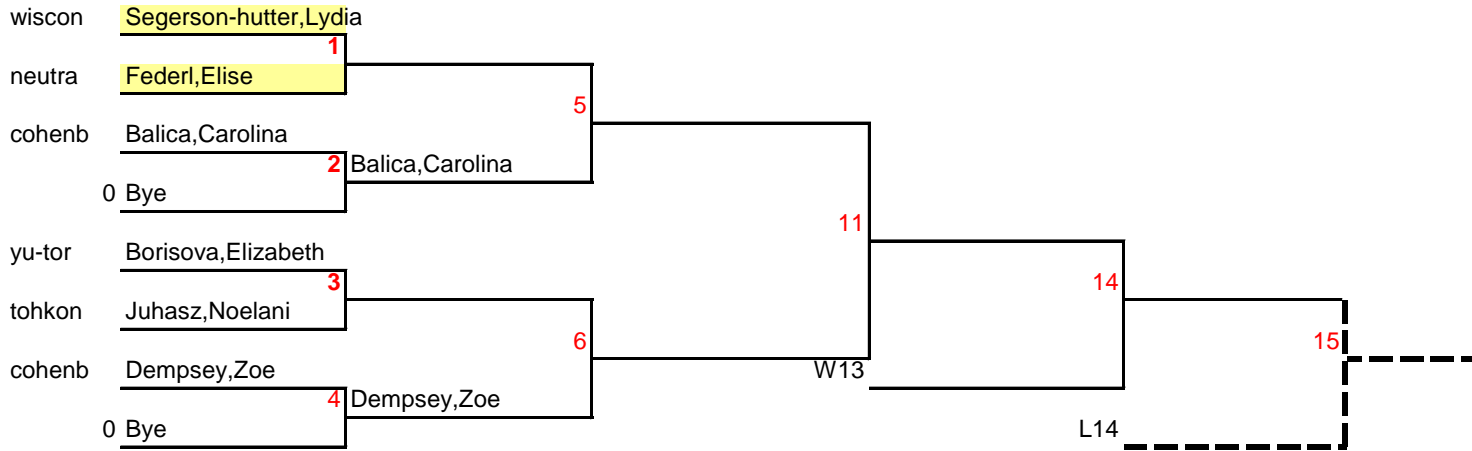 wiscon Segerson-hutter,Lydia
1
neutra Federl,Elise
5
cohenb Balica,Carolina
2 Balica,Carolina
0 Bye
11
yu-tor Borisova,Elizabeth
3
14
tohkon Juhasz,Noelani
6
15
cohenb Dempsey,Zoe
W13
4 Dempsey,Zoe
0 Bye
L14